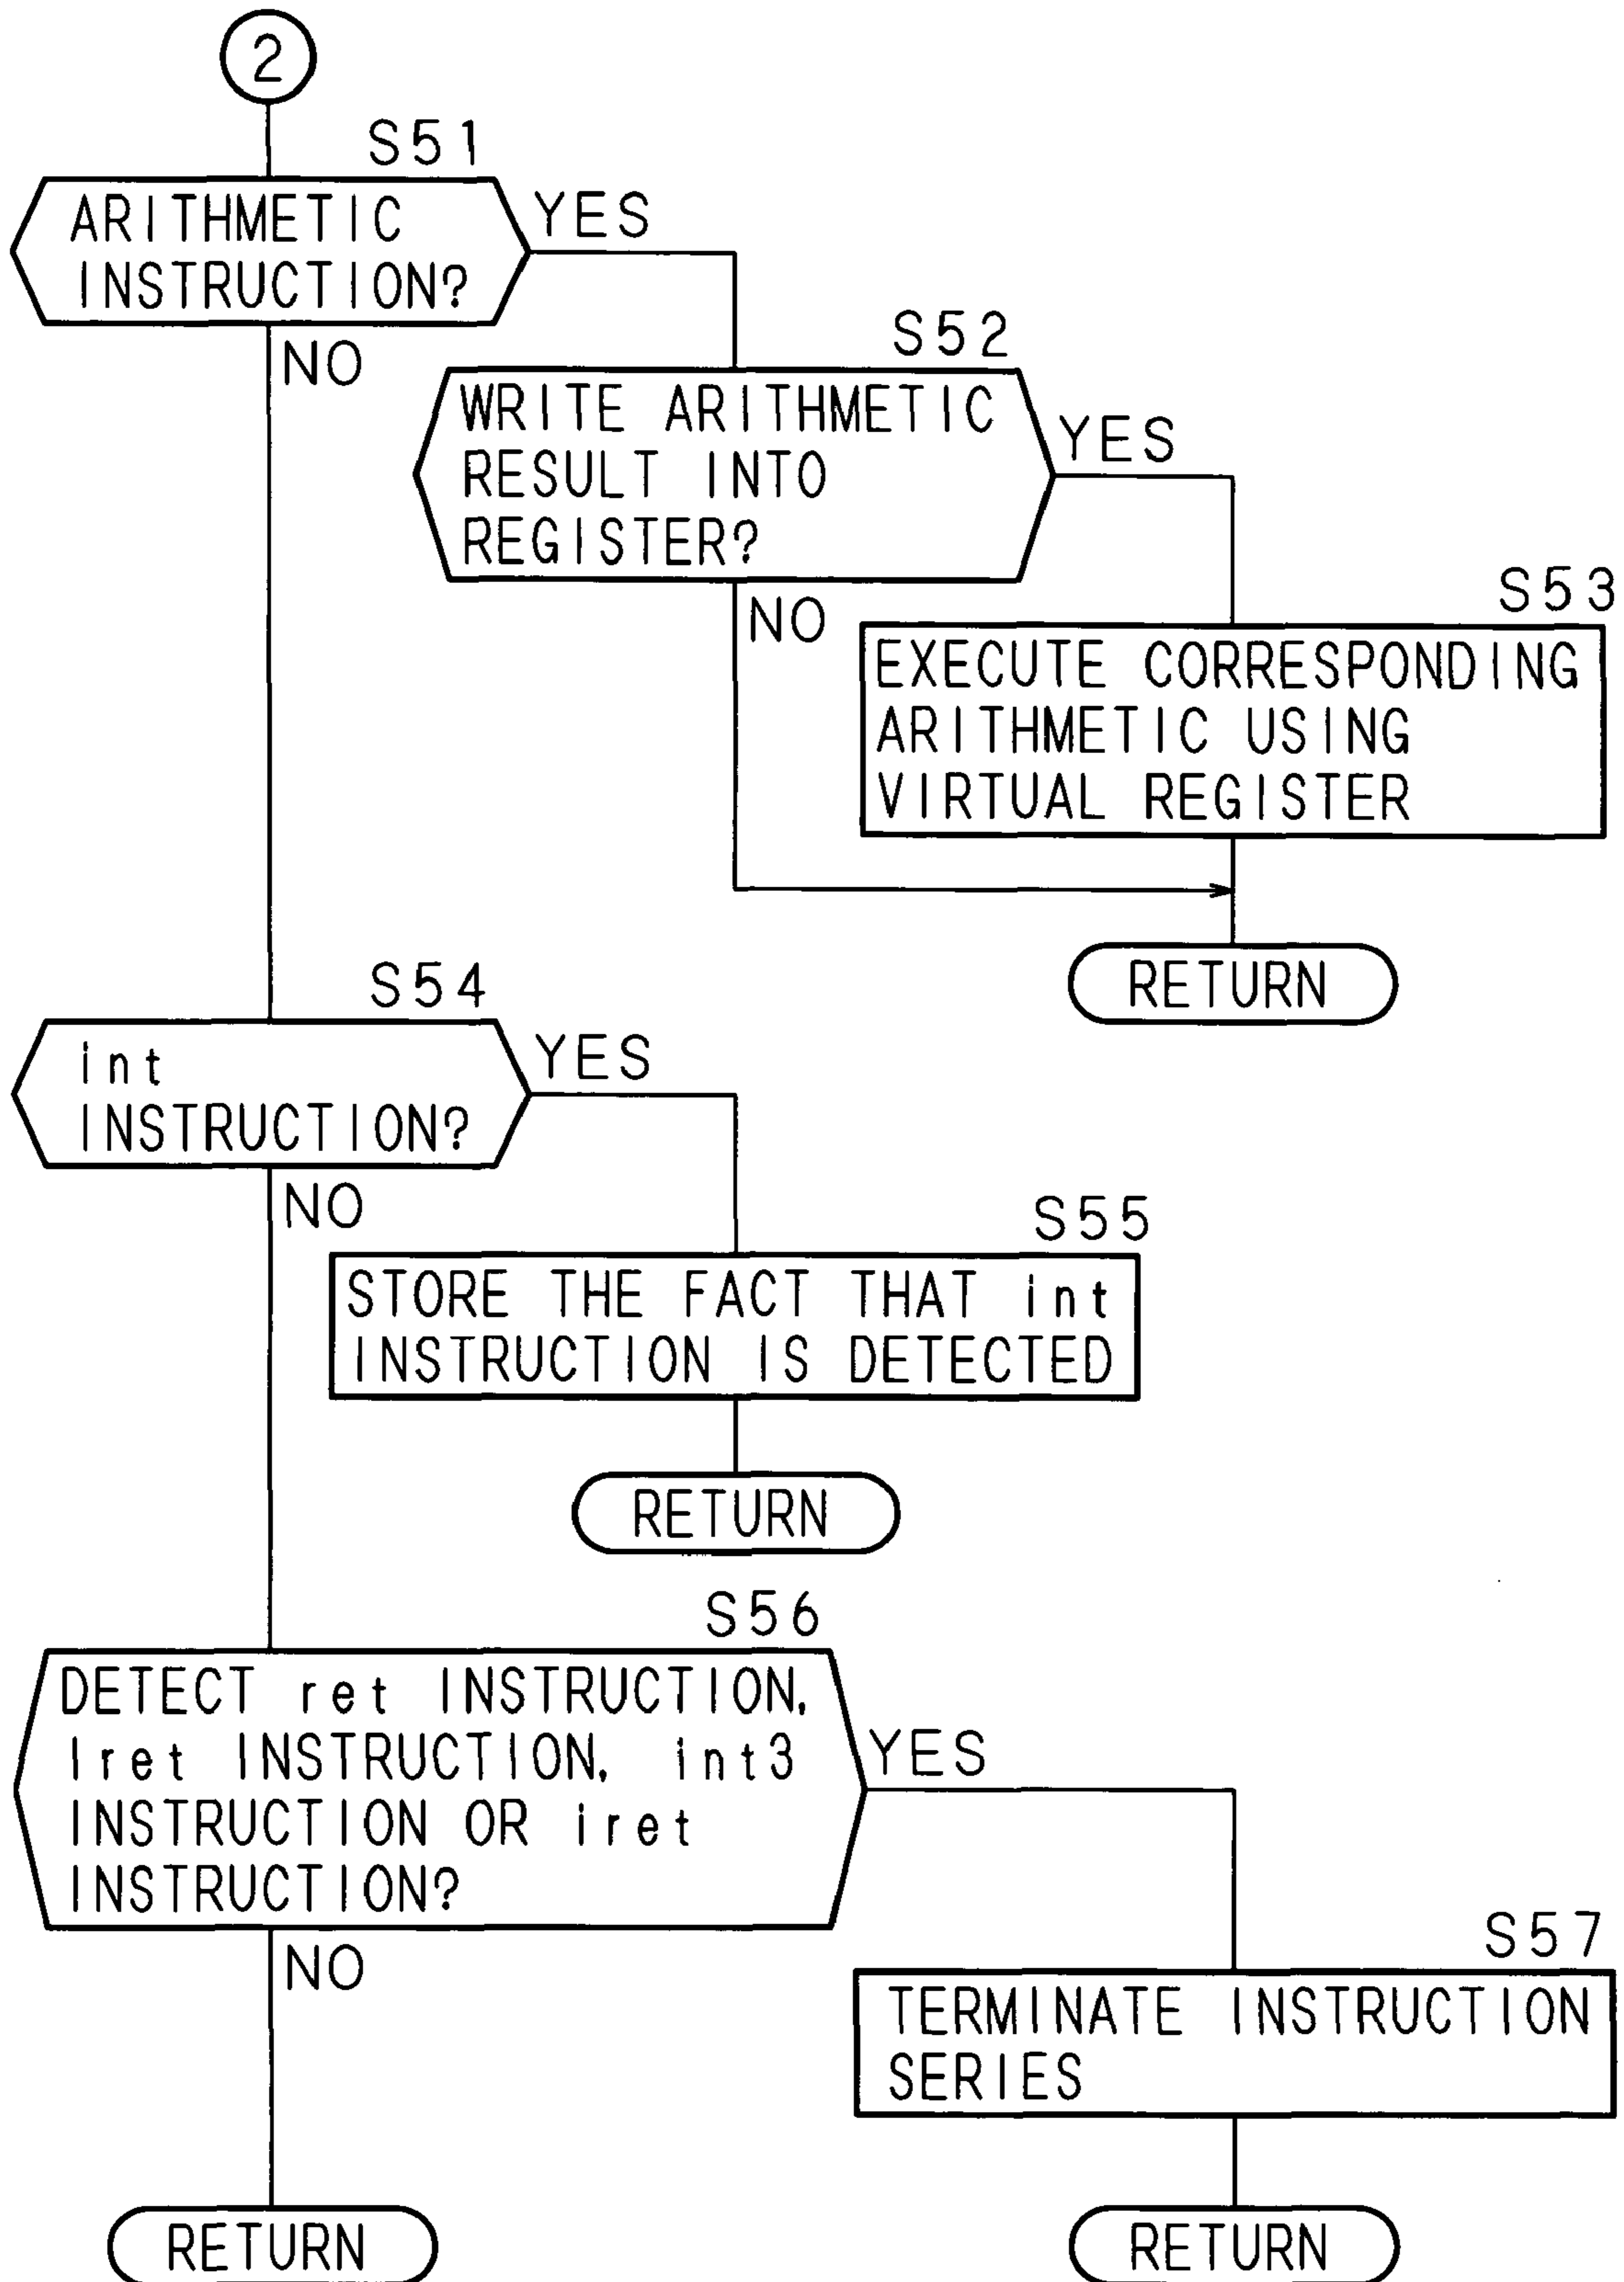 2
S51
ARITHMETIC
INSTRUCTION?
YES
NO
S52
WRITE ARITHMETIC
RESULT INTO
REGISTER?
YES
NO
S53
EXECUTE CORRESPONDING
ARITHMETIC USING
VIRTUAL REGISTER
RETURN
S54
int
INSTRUCTION?
YES
NO
S55
STORE THE FACT THAT int
INSTRUCTION IS DETECTED
RETURN
S56
DETECT ret INSTRUCTION,
lret INSTRUCTION, int3
INSTRUCTION OR iret
INSTRUCTION?
YES
NO
S57
TERMINATE INSTRUCTION
SERIES
RETURN
RETURN